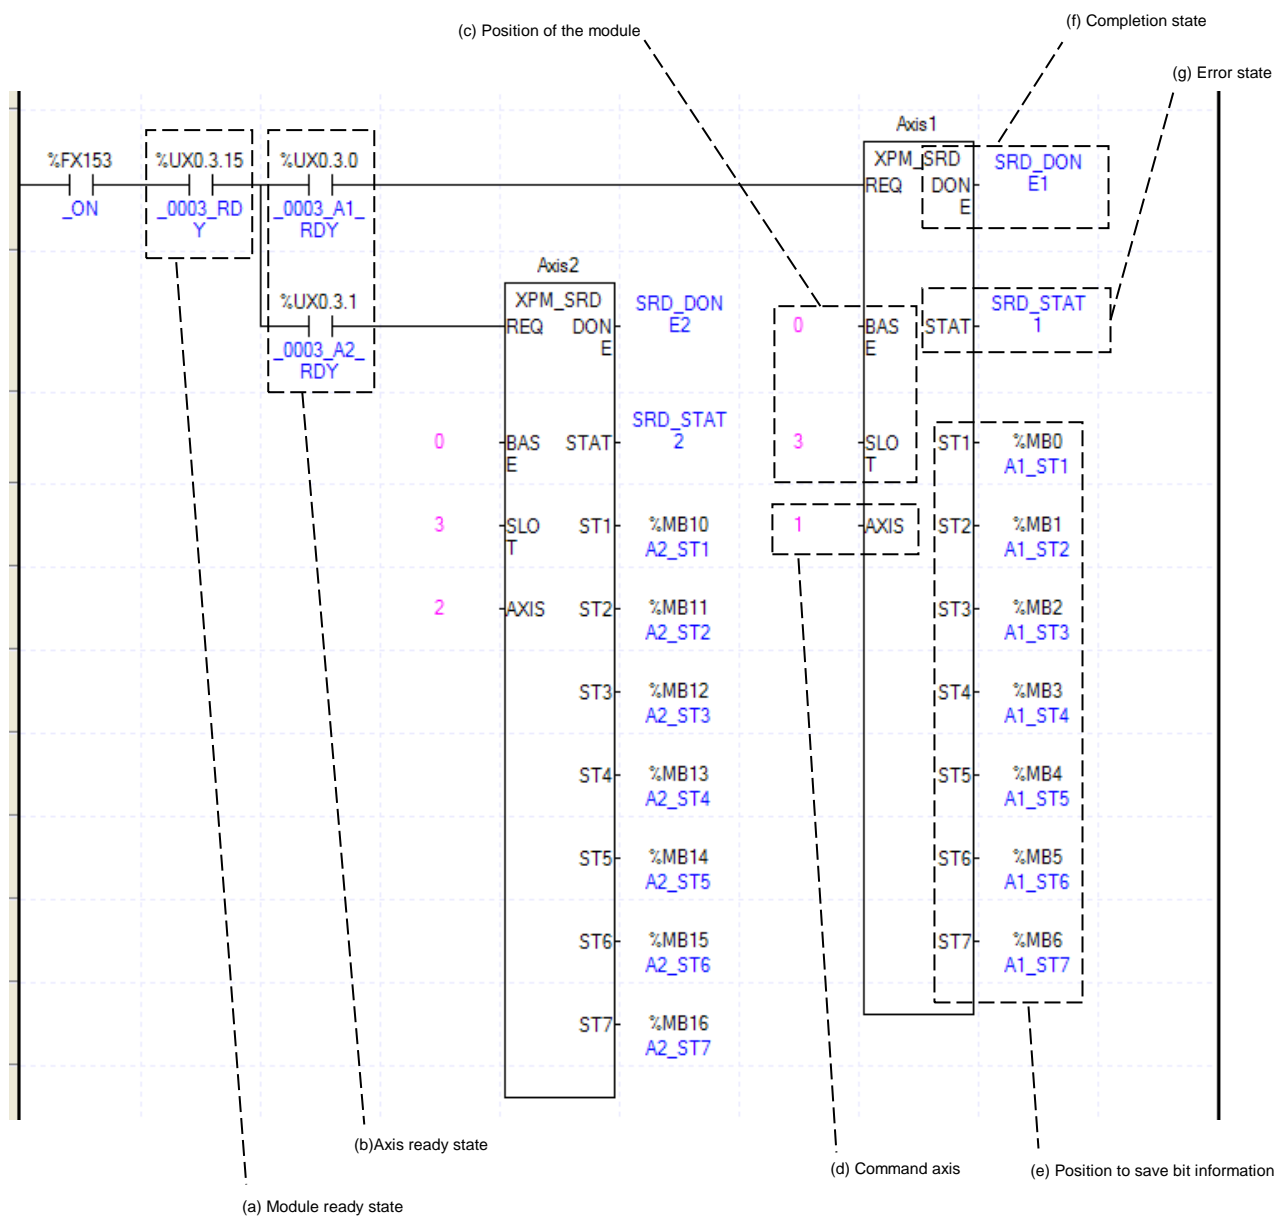 (f) Completion state
(c) Position of the module
(g) Error state
Axis1
%FX153
%UX0.3.15
%UX0.3.0
XPM_SRD
SRD_DON
E1
REQ
DON
E
_ON
_0003_RD
Y
_0003_A1_
RDY
Axis2
%UX0.3.1
XPM_SRD
SRD_DON
E2
SRD_STAT
1
REQ
DON
E
0
BAS
E
STAT
_0003_A2_
RDY
SRD_STAT
2
0
BAS
E
STAT
3
SLO
T
ST1
%MB0
A1_ST1
3
SLO
T
ST1
%MB10
A2_ST1
1
AXIS
ST2
%MB1
A1_ST2
2
AXIS
ST2
%MB11
A2_ST2
ST3
%MB2
A1_ST3
ST3
%MB12
A2_ST3
ST4
%MB3
A1_ST4
ST4
%MB13
A2_ST4
ST5
%MB4
A1_ST5
ST5
%MB14
A2_ST5
ST6
%MB5
A1_ST6
ST6
%MB15
A2_ST6
ST7
%MB6
A1_ST7
ST7
%MB16
A2_ST7
(b)Axis ready state
(d) Command axis
(e) Position to save bit information
(a) Module ready state